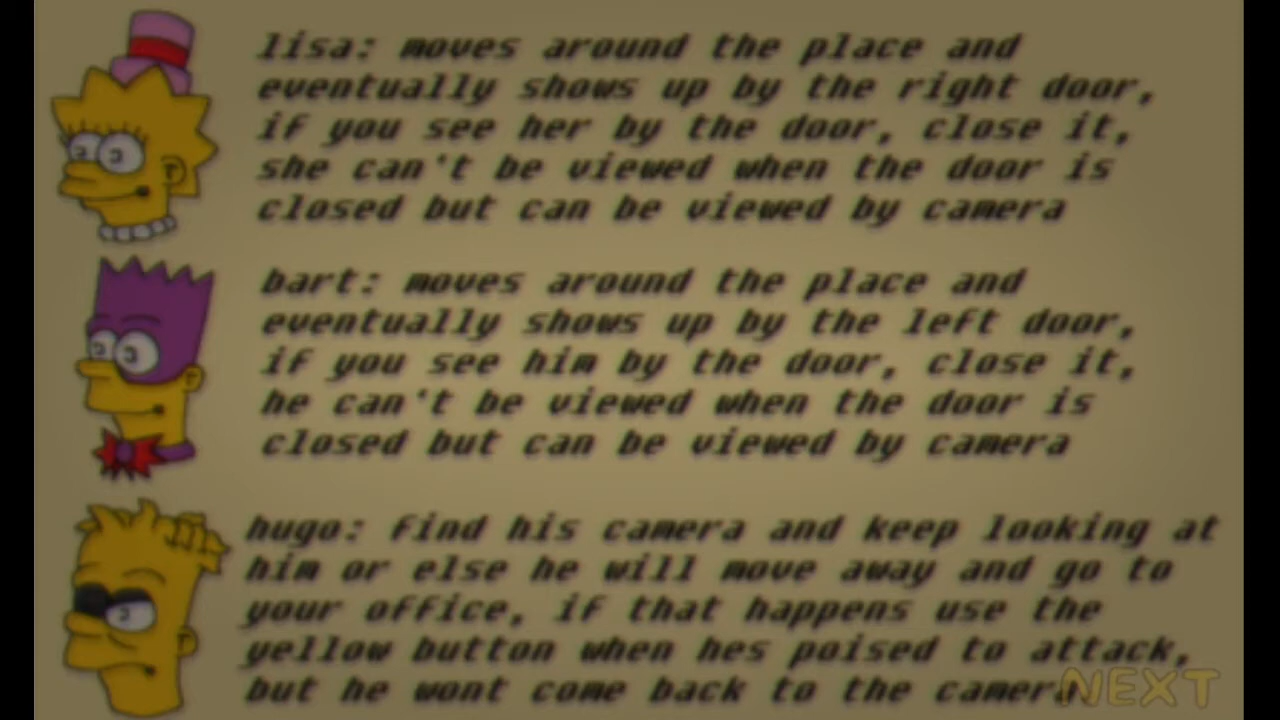 lisa: moves around the place and
eventually shows up by the right door,
if you see her by the door, close it,
she can't be viewed when the door is
closed but can be viewed by camera
bart: moves around the place and
eventually shows up by the left door,
if you see him by the door, close it,
he can't be viewed when the door is
closed but can be viewed by camera
hugo: find his camera and keep looking at
him or else he will move away and go to
your office, if that happens use the
yellow button when hes poised to attack,
but he wont come back to the camera
NEXT